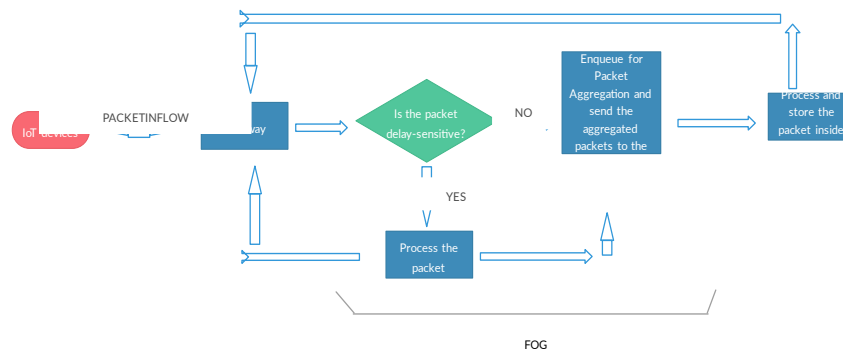 IoT devices
PACKETINFLOW
way
Is the packet
delay-sensitive?
NO
YES
Enqueue for
Packet
Aggregation and
send the
aggregated
packets to the
Process and
store the
packet inside
Process the
packet
FOG